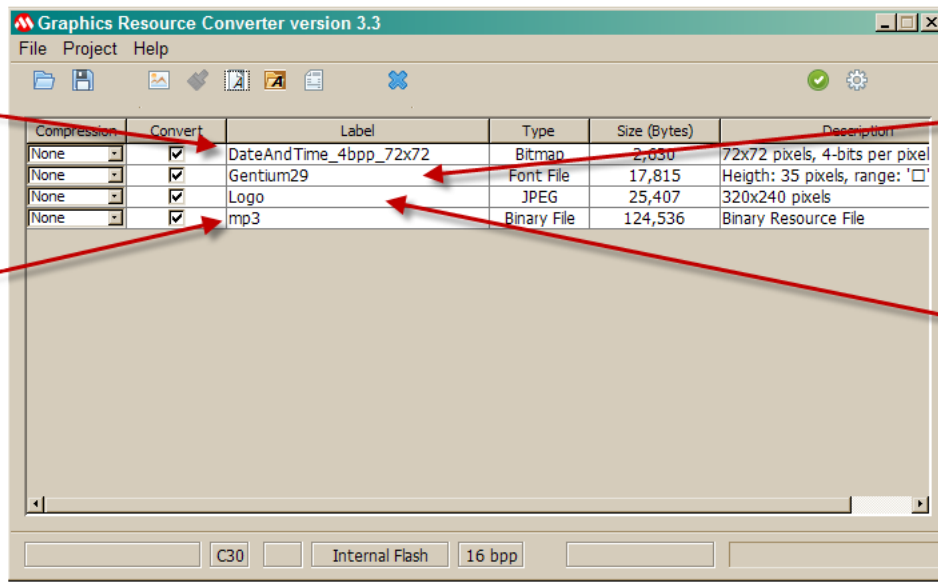 Graphics Resource Converter version 3.3
File Project Help
Compression Convert Label Type Size (Bytes) Description
None DateAndTime_4bpp_72x72 Bitmap 2,630 72x72 pixels, 4-bits per pixel
None Gentium29 Font File 17,815 Heigth: 35 pixels, range: '□'
None Logo JPEG 25,407 320x240 pixels
None mp3 Binary File 124,536 Binary Resource File
C30 Internal Flash 16 bpp